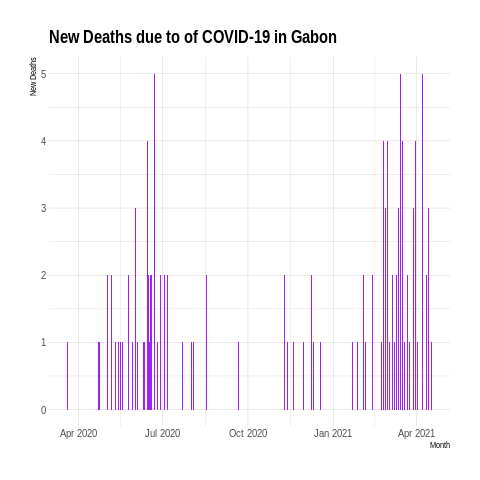 New Deaths due to of COVID-19 in Gabon
New Deaths
5
4
3
2
1
0
Apr 2020 Jul 2020 Oct 2020 Jan 2021 Apr 2021
Month